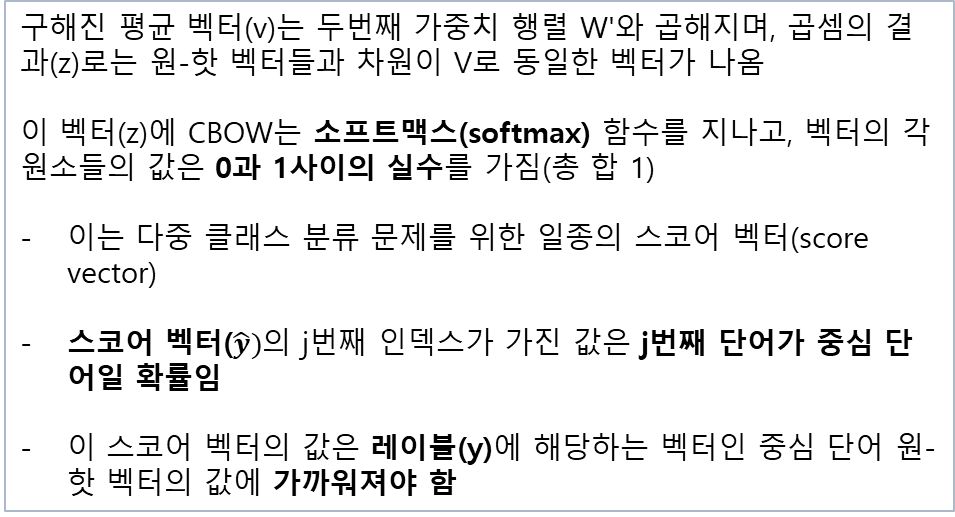 구해진 평균 벡터(v)는 두번째 가중치 행렬 W'와 곱해지며, 곱셈의 결
과(z)로는 원-핫 벡터들과 차원이 V로 동일한 벡터가 나옴
이 벡터(z)에 CBOW는 소프트맥스(softmax) 함수를 지나고, 벡터의 각
원소들의 값은 0과 1사이의 실수를 가짐(총 합 1)
- 이는 다중 클래스 분류 문제를 위한 일종의 스코어 벡터(score
vector)
- 스코어 벡터(ŷ)의 j번째 인덱스가 가진 값은 j번째 단어가 중심 단
어일 확률임
- 이 스코어 벡터의 값은 레이블(y)에 해당하는 벡터인 중심 단어 원-
핫 벡터의 값에 가까워져야 함